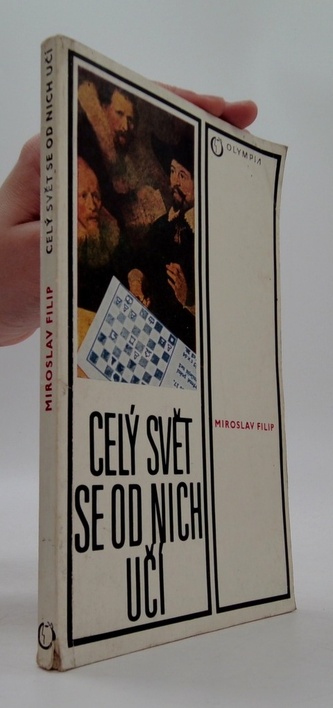 CELÝ SVĚT SE OD NICH UČÍ
MIROSLAV FILIP
OLYMPIA
CELÝ SVĚT
SE OD NICH
UČÍ
MIROSLAV FILIP